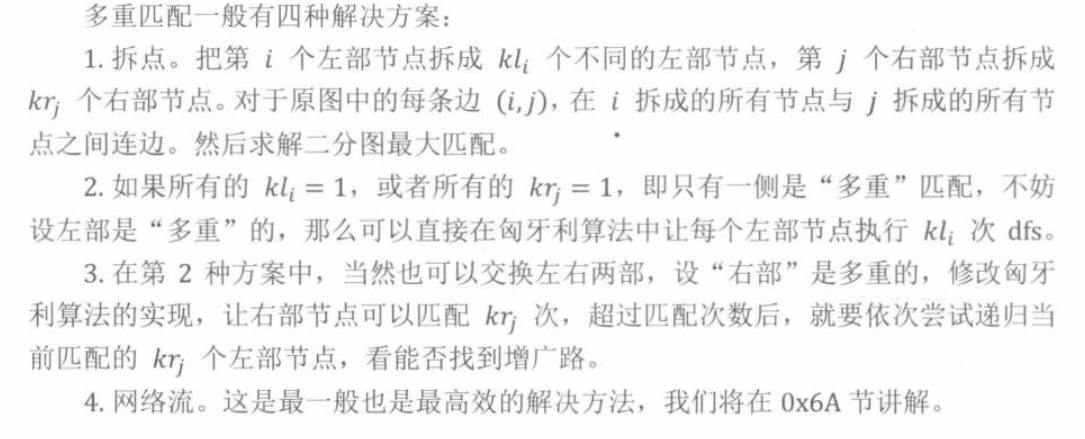 多重匹配一般有四种解决方案：
1. 拆点。把第 i 个左部节点拆成 klᵢ 个不同的左部节点，第 j 个右部节点拆成
krⱼ 个右部节点。对于原图中的每条边 (i,j)，在 i 拆成的所有节点与 j 拆成的所有节
点之间连边。然后求解二分图最大匹配。
2. 如果所有的 klᵢ = 1，或者所有的 krⱼ = 1，即只有一侧是“多重”匹配，不妨
设左部是“多重”的，那么可以直接在匈牙利算法中让每个左部节点执行 klᵢ 次 dfs。
3. 在第 2 种方案中，当然也可以交换左右两部，设“右部”是多重的，修改匈牙
利算法的实现，让右部节点可以匹配 krⱼ 次，超过匹配次数后，就要依次尝试递归当
前匹配的 krⱼ 个左部节点，看能否找到增广路。
4. 网络流。这是最一般也是最高效的解决方法，我们将在 0x6A 节讲解。